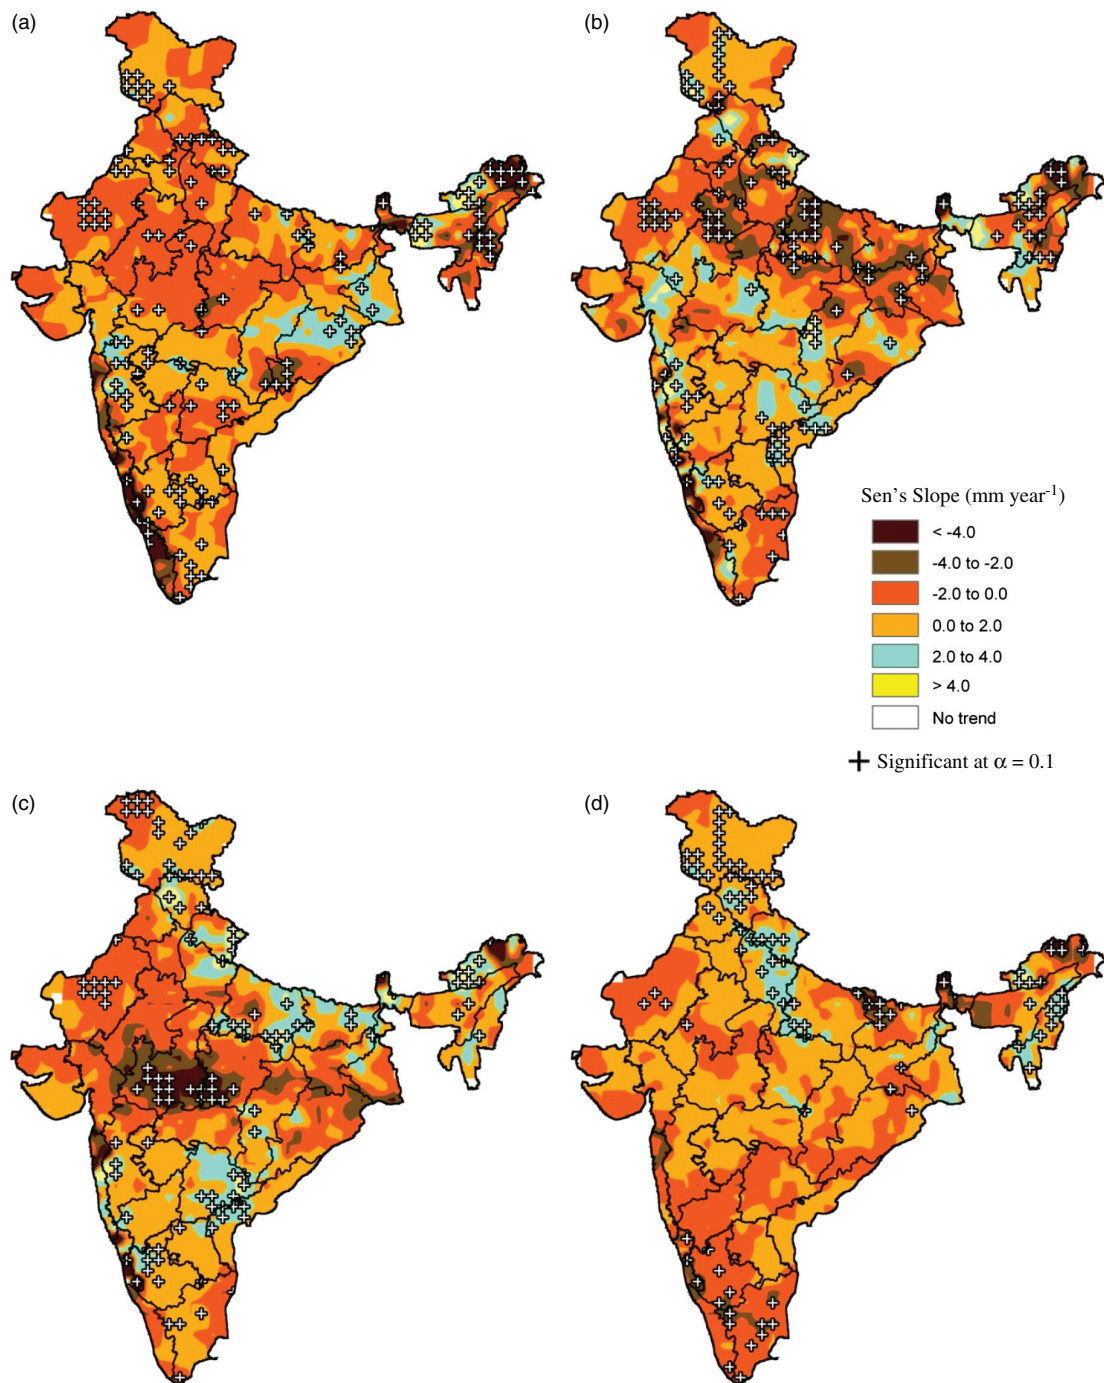 (a)
(b)
Sen's Slope (mm year-1)
< -4.0
-4.0 to -2.0
-2.0 to 0.0
0.0 to 2.0
2.0 to 4.0
> 4.0
No trend
Significant at α = 0.1
(c)
(d)